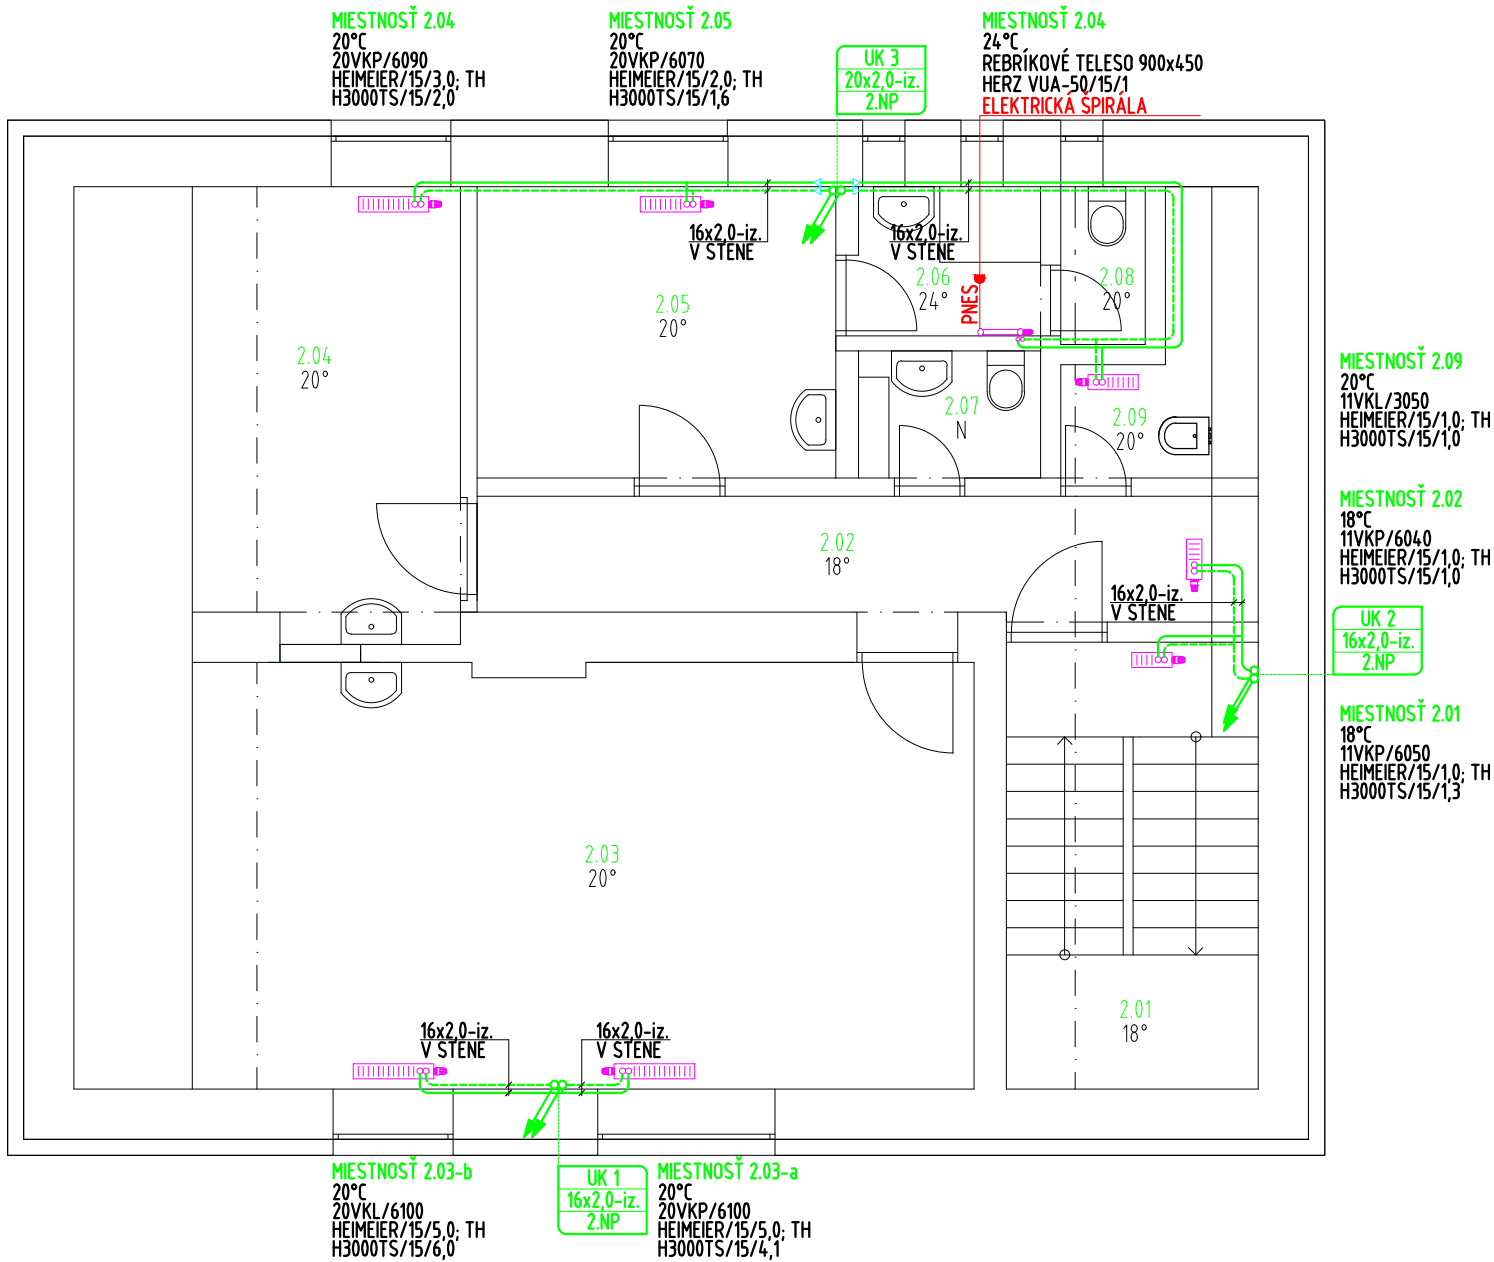 MIESTNOSŤ 2.04
20°C
20VKP/6090
HEIMEIER/15/3,0; TH
H3000TS/15/2,0
MIESTNOSŤ 2.05
20°C
20VKP/6070
HEIMEIER/15/2,0; TH
H3000TS/15/1,6
UK 3
20x2,0-iz.
2.NP
MIESTNOSŤ 2.04
24°C
REBRÍKOVÉ TELESO 900x450
HERZ VUA-50/15/1
ELEKTRICKÁ ŠPIRÁLA
16x2,0-iz.
V STENE
16x2,0-iz.
V STENE
2.06
24°
PNES
2.08
20°
2.05
20°
2.04
20°
2.07
N
2.09
20°
MIESTNOSŤ 2.09
20°C
11VKL/3050
HEIMEIER/15/1,0; TH
H3000TS/15/1,0
MIESTNOSŤ 2.02
18°C
11VKP/6040
HEIMEIER/15/1,0; TH
H3000TS/15/1,0
2.02
18°
16x2,0-iz.
V STENE
UK 2
16x2,0-iz.
2.NP
MIESTNOSŤ 2.01
18°C
11VKP/6050
HEIMEIER/15/1,0; TH
H3000TS/15/1,3
2.03
20°
2.01
18°
16x2,0-iz.
V STENE
16x2,0-iz.
V STENE
MIESTNOSŤ 2.03-b
20°C
20VKL/6100
HEIMEIER/15/5,0; TH
H3000TS/15/6,0
UK 1
16x2,0-iz.
2.NP
MIESTNOSŤ 2.03-a
20°C
20VKP/6100
HEIMEIER/15/5,0; TH
H3000TS/15/4,1